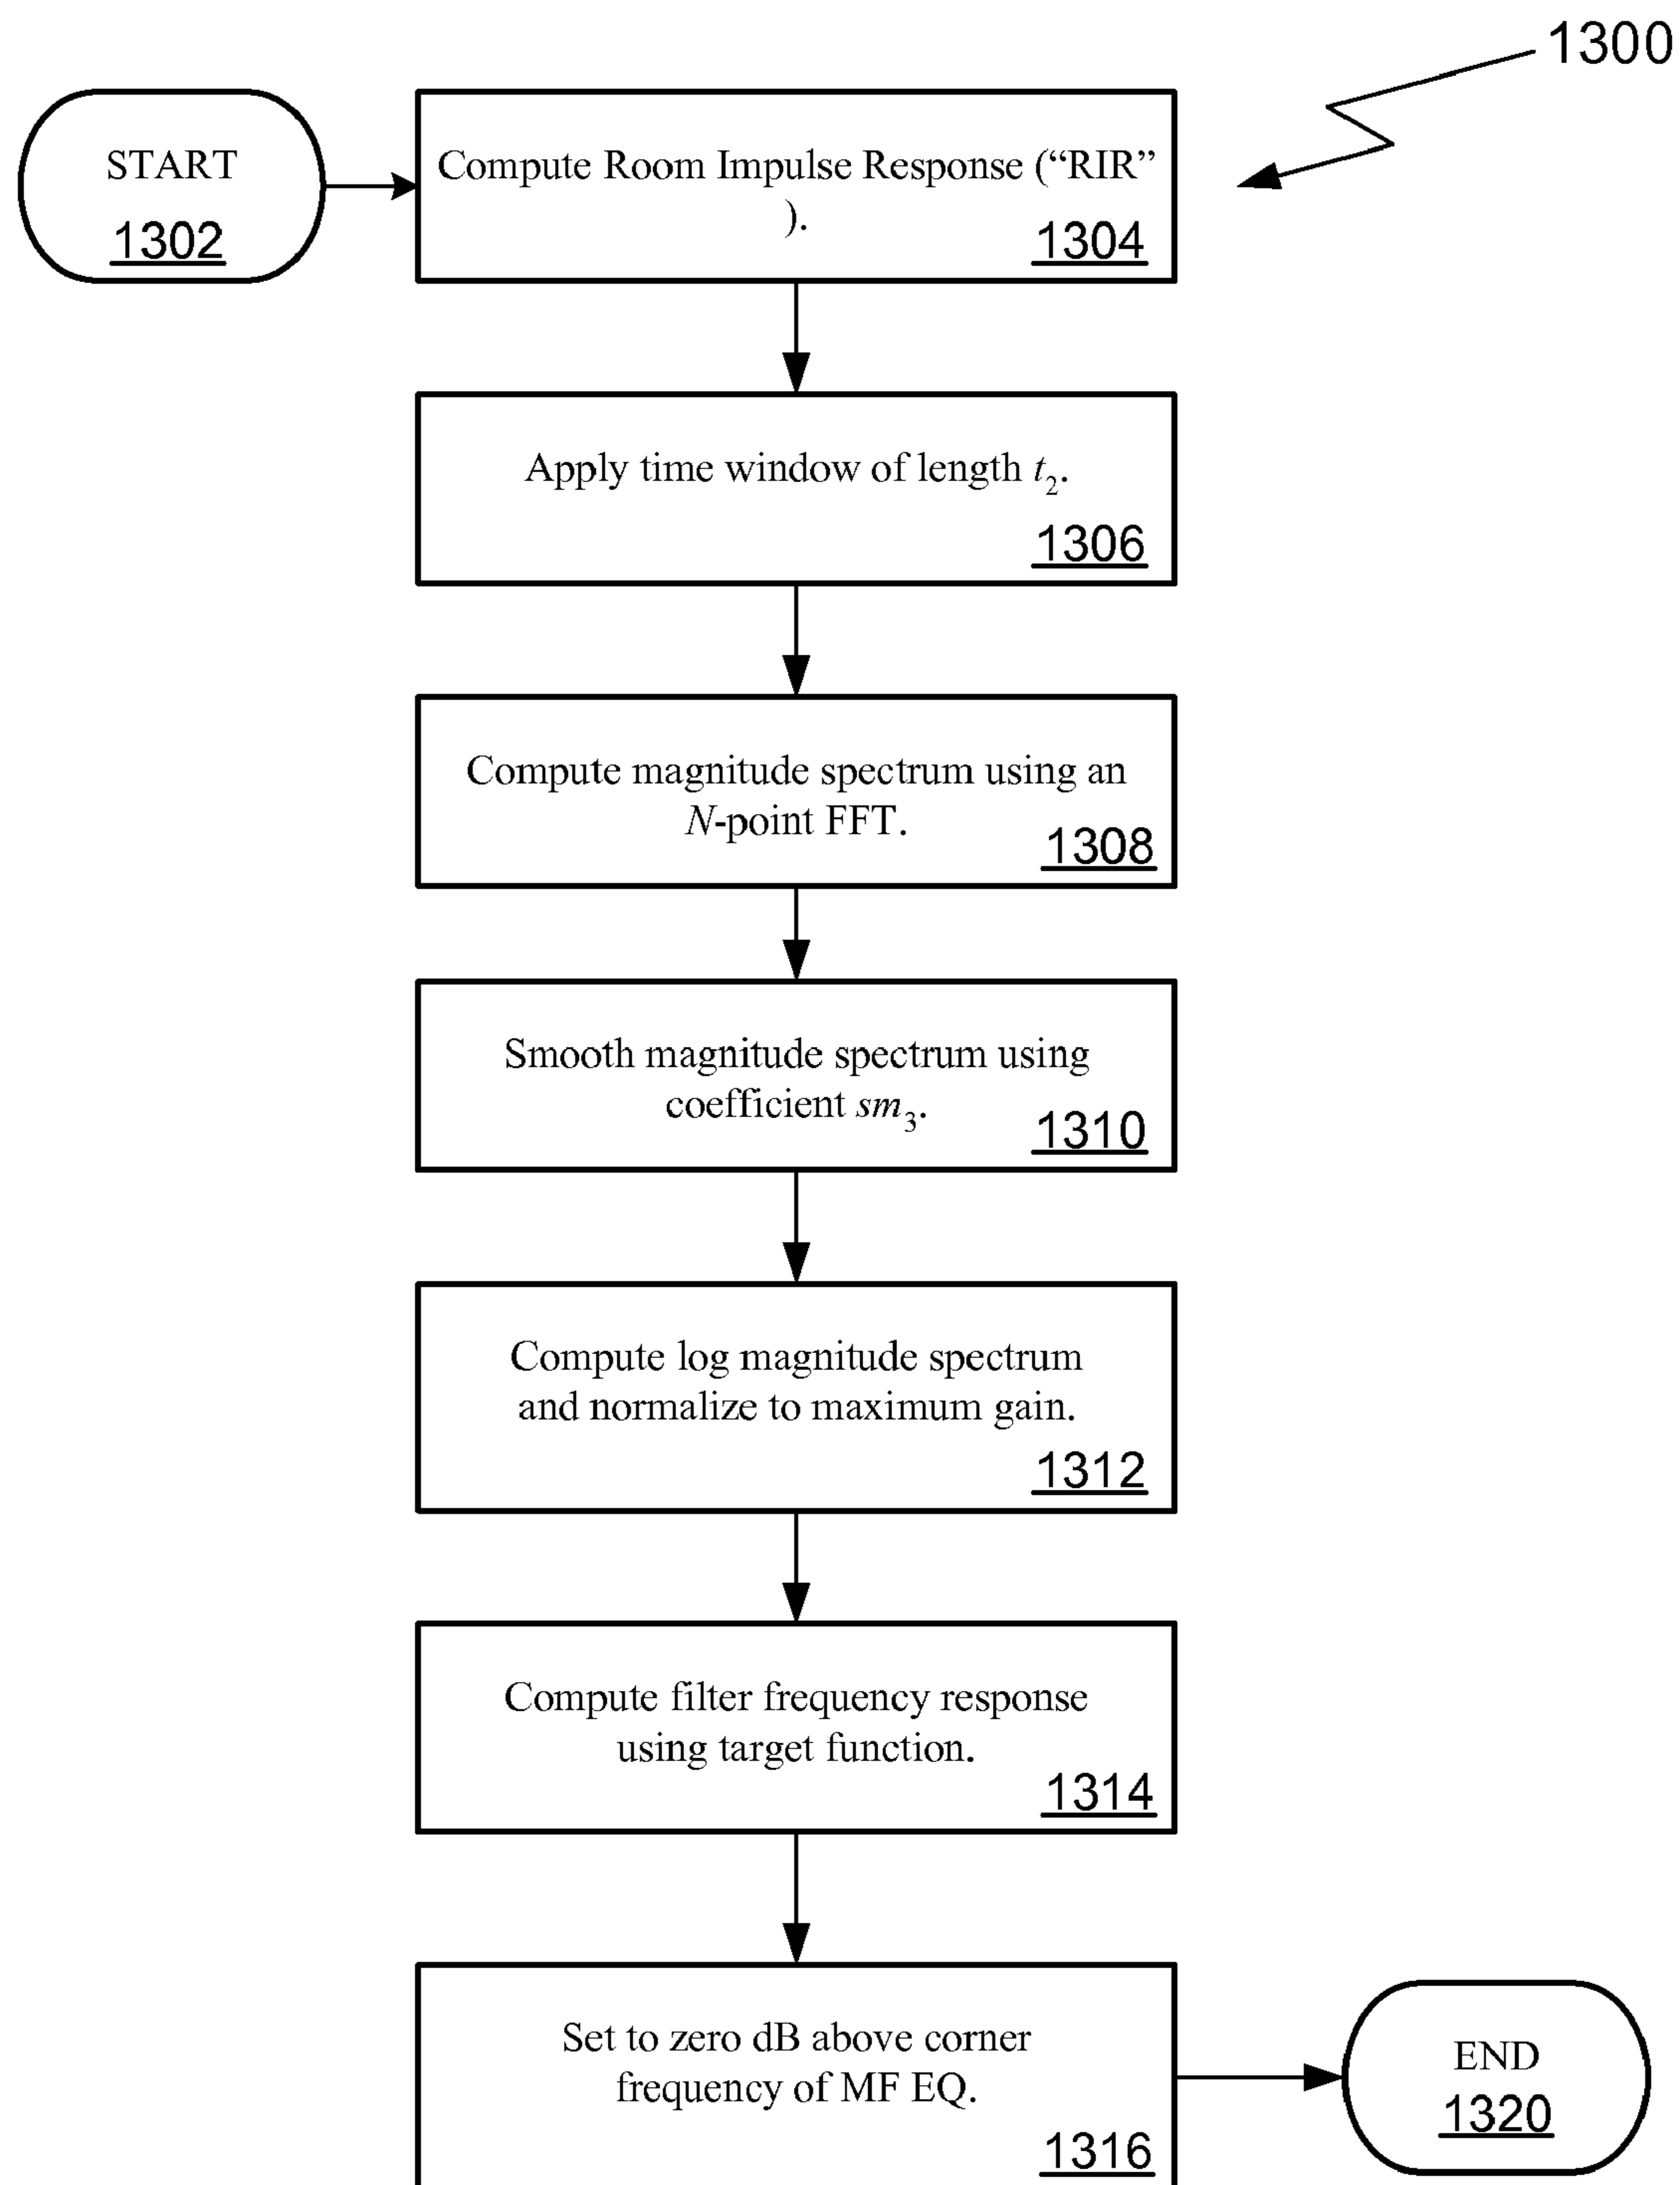 1300
START
1302
Compute Room Impulse Response (“RIR”
).
1304
Apply time window of length t₂.
1306
Compute magnitude spectrum using an
N-point FFT.
1308
Smooth magnitude spectrum using
coefficient sm₃.
1310
Compute log magnitude spectrum
and normalize to maximum gain.
1312
Compute filter frequency response
using target function.
1314
Set to zero dB above corner
frequency of MF EQ.
1316
END
1320